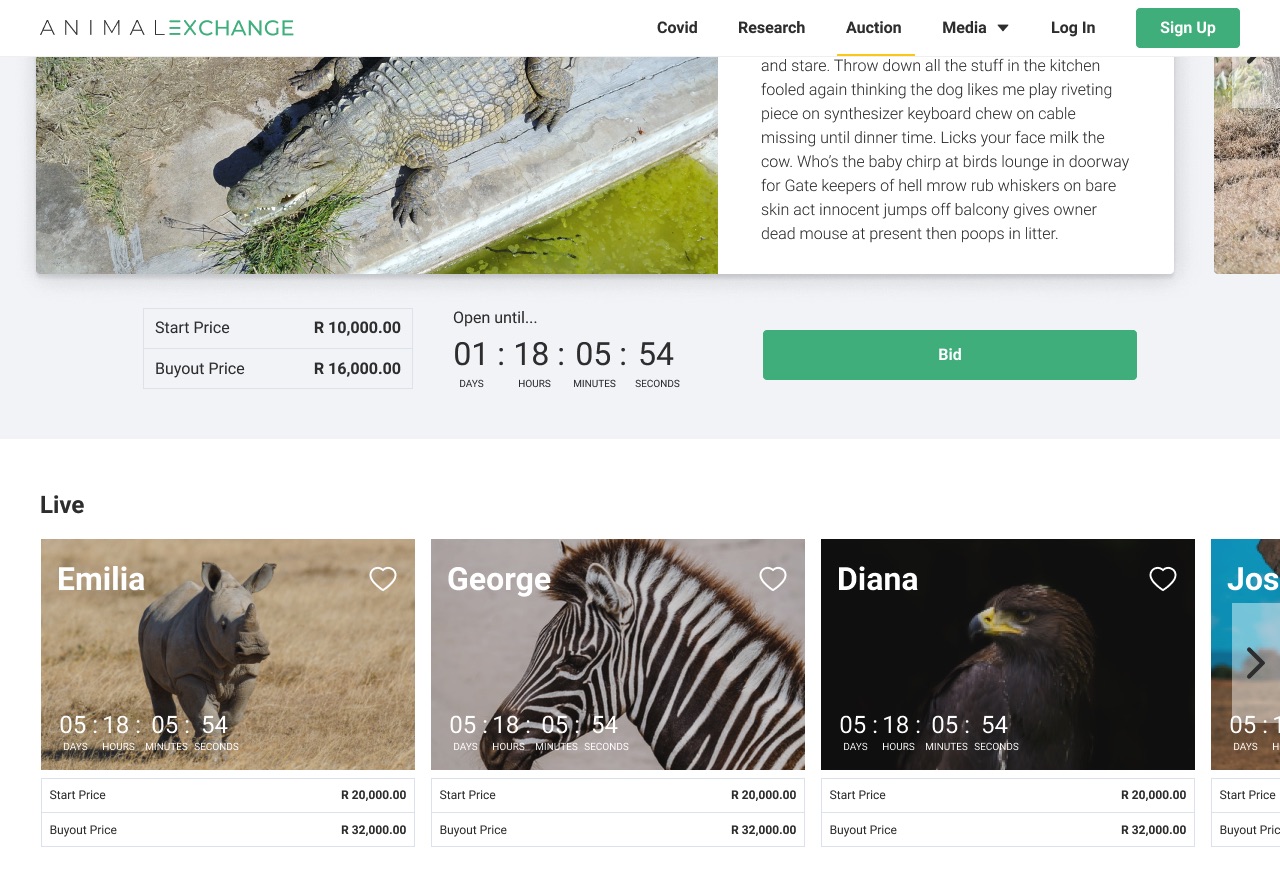 ANIMALEXCHANGE
Covid
Research
Auction
Media
Log In
Sign Up
and stare. Throw down all the stuff in the kitchen
fooled again thinking the dog likes me play riveting
piece on synthesizer keyboard chew on cable
missing until dinner time. Licks your face milk the
cow. Who's the baby chirp at birds lounge in doorway
for Gate keepers of hell mrow rub whiskers on bare
skin act innocent jumps off balcony gives owner
dead mouse at present then poops in litter.
Start Price R 10,000.00
Buyout Price R 16,000.00
Open until...
01 : 18 : 05 : 54
DAYS HOURS MINUTES SECONDS
Bid
Live
Emilia
05 : 18 : 05 : 54
DAYS HOURS MINUTES SECONDS
Start Price R 20,000.00
Buyout Price R 32,000.00
George
05 : 18 : 05 : 54
DAYS HOURS MINUTES SECONDS
Start Price R 20,000.00
Buyout Price R 32,000.00
Diana
05 : 18 : 05 : 54
DAYS HOURS MINUTES SECONDS
Start Price R 20,000.00
Buyout Price R 32,000.00
Jos
05 : 1
DAYS H
Start Price
Buyout Pric